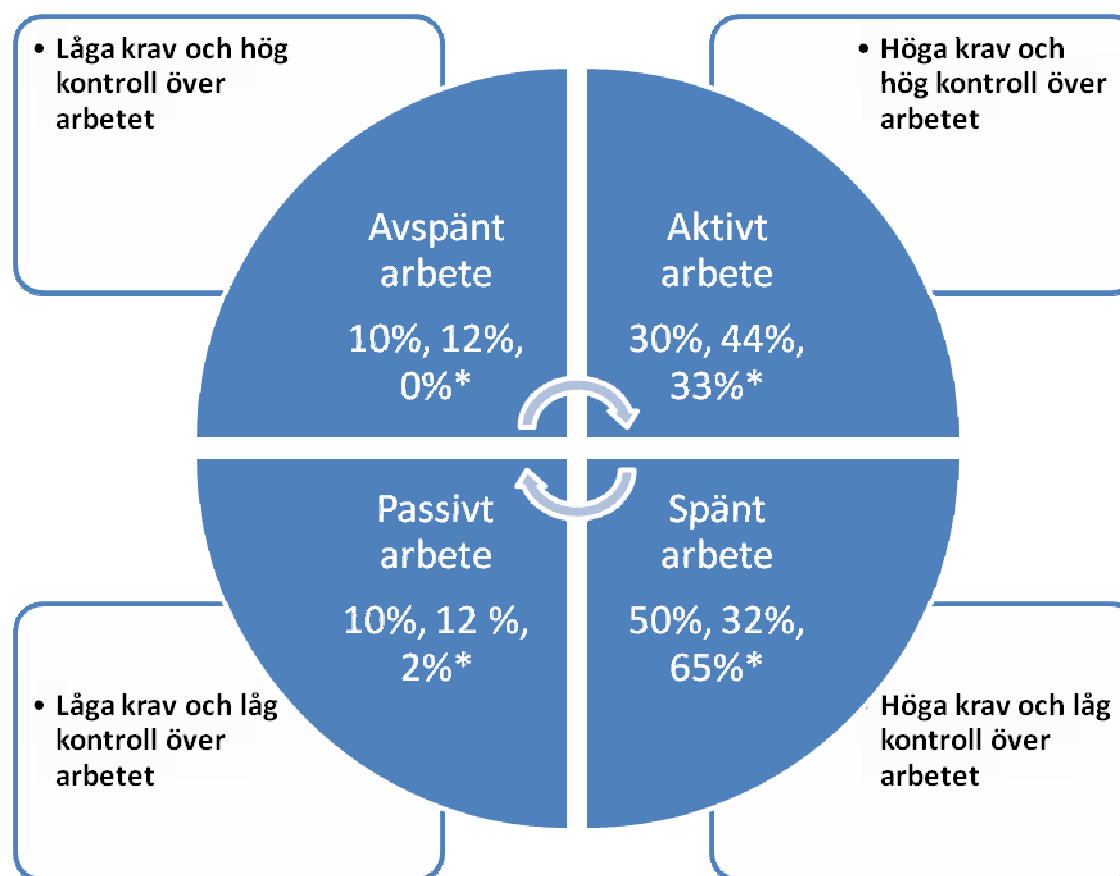 • Låga krav och hög
kontroll över
arbetet
• Höga krav och
hög kontroll över
arbetet
Avspänt
arbete
10%, 12%,
0%*
Aktivt
arbete
30%, 44%,
33%*
Passivt
arbete
10%, 12 %,
2%*
Spänt
arbete
50%, 32%,
65%*
• Låga krav och låg
kontroll över
arbetet
Höga krav och låg
kontroll över
arbetet